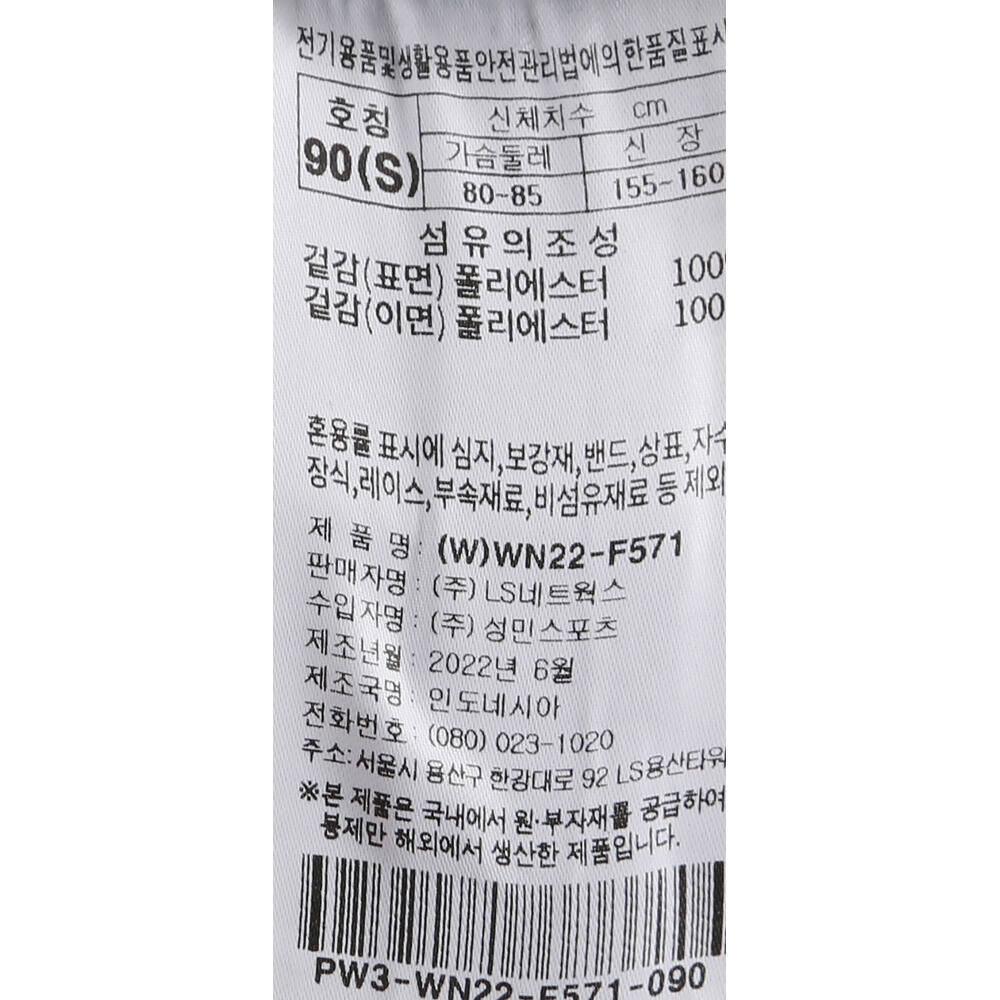 전기용품및생활용품안전관리법에의한품질표시
호칭 신체치수 cm
90(S) 가슴둘레 신 장
80-85 155-160
섬유의조성
겉감(표면) 폴리에스터 100
겉감(이면) 폴리에스터 100
혼용률 표시에 심지,보강재,밴드,상표,자수
장식,레이스,부속재료,비섬유재료 등 제외
제 품 명 : (W)WN22-F571
판매자명 : (주) LS네트웍스
수입자명 : (주) 성민스포츠
제조년월 : 2022년 6월
제조국명 : 인도네시아
전화번호 : (080) 023-1020
주소: 서울시 용산구 한강대로 92 LS용산타워
※본 제품은 국내에서 원·부자재를 공급하여
봉제만 해외에서 생산한 제품입니다.
PW3-WN22-F571-090